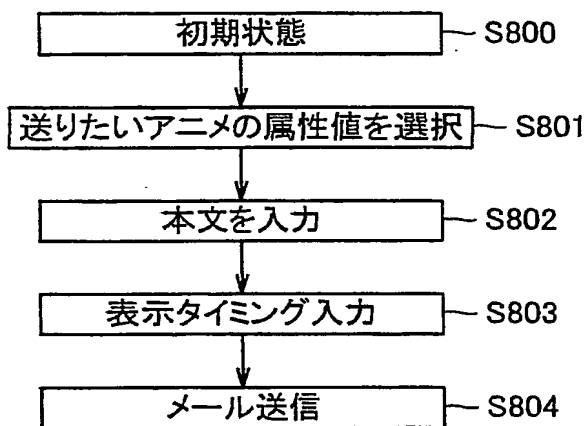 初期状態 S800
送りたいアニメの属性値を選択 S801
本文を入力 S802
表示タイミング入力 S803
メール送信 S804